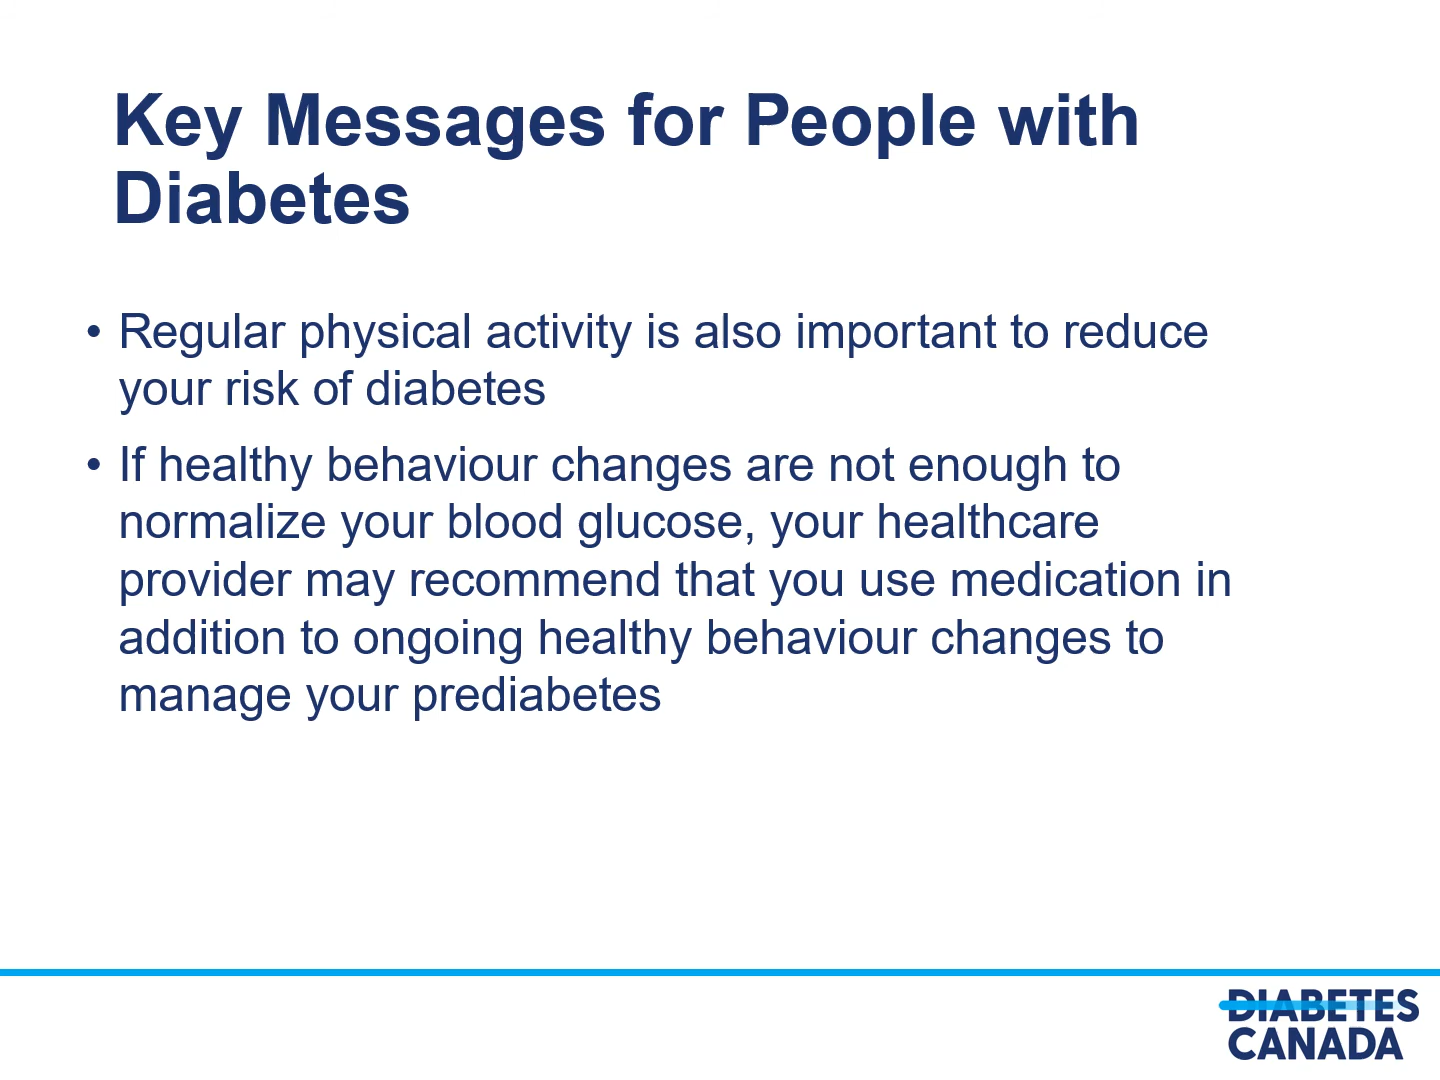 Key Messages for People with
Diabetes
• Regular physical activity is also important to reduce
your risk of diabetes
• If healthy behaviour changes are not enough to
normalize your blood glucose, your healthcare
provider may recommend that you use medication in
addition to ongoing healthy behaviour changes to
manage your prediabetes
DIABETES
CANADA